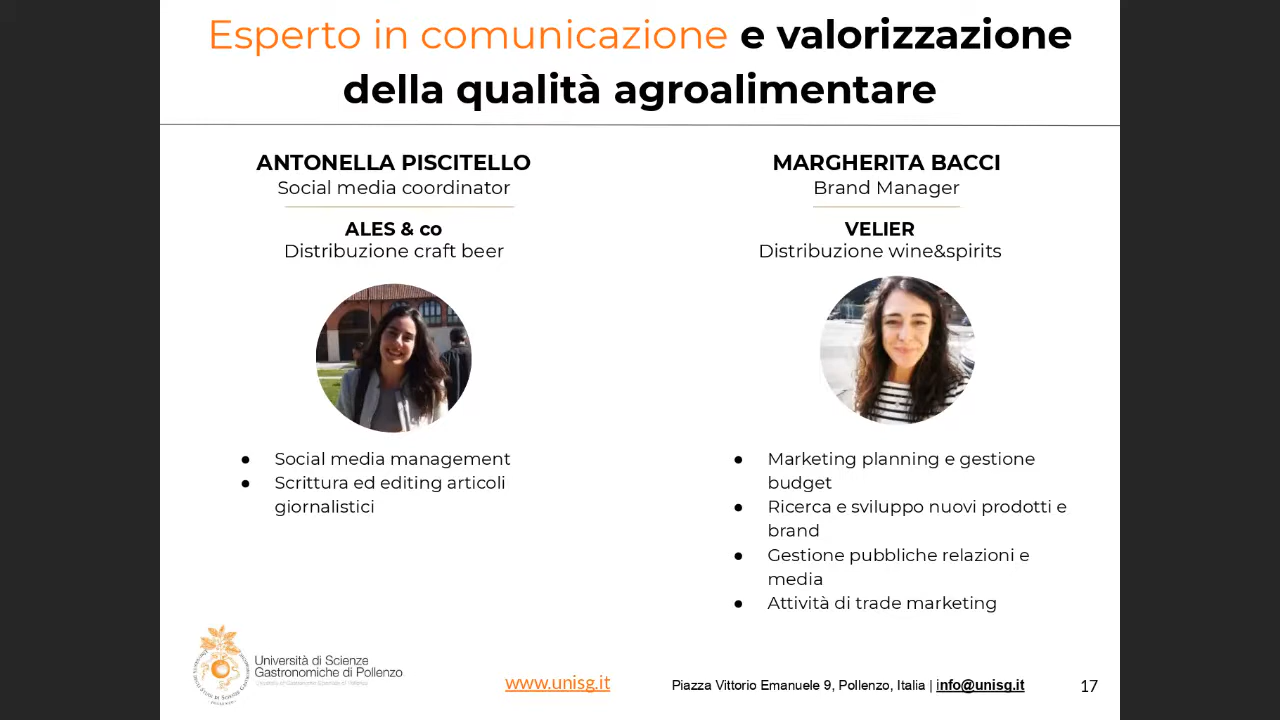 Esperto in comunicazione e valorizzazione
della qualità agroalimentare
ANTONELLA PISCITELLO
Social media coordinator
ALES & co
Distribuzione craft beer
● Social media management
● Scrittura ed editing articoli
giornalistici
MARGHERITA BACCI
Brand Manager
VELIER
Distribuzione wine&spirits
● Marketing planning e gestione
budget
● Ricerca e sviluppo nuovi prodotti e
brand
● Gestione pubbliche relazioni e
media
● Attività di trade marketing
Università di Scienze
Gastronomiche di Pollenzo
www.unisg.it
Piazza Vittorio Emanuele 9, Pollenzo, Italia | info@unisg.it
17